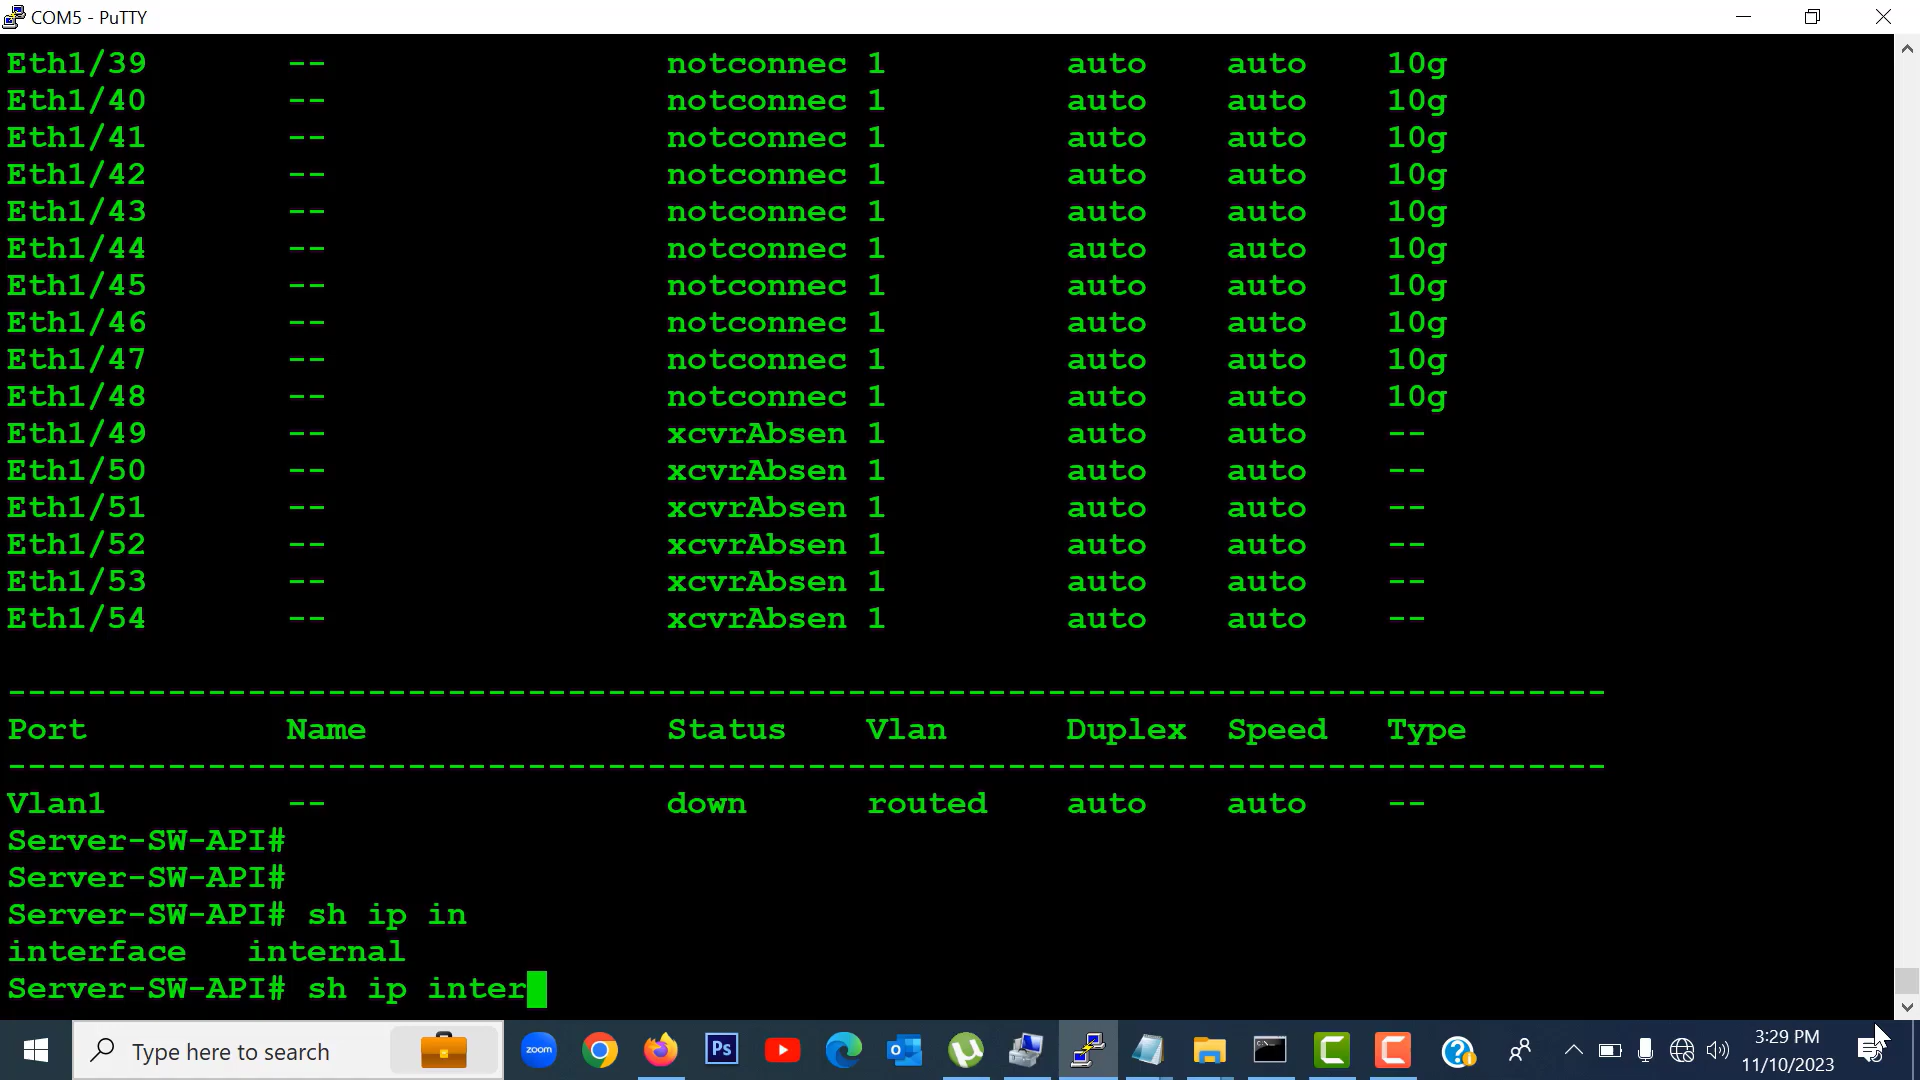 COM5 - PuTTY
Eth1/39 -- notconnec 1 auto auto 10g
Eth1/40 -- notconnec 1 auto auto 10g
Eth1/41 -- notconnec 1 auto auto 10g
Eth1/42 -- notconnec 1 auto auto 10g
Eth1/43 -- notconnec 1 auto auto 10g
Eth1/44 -- notconnec 1 auto auto 10g
Eth1/45 -- notconnec 1 auto auto 10g
Eth1/46 -- notconnec 1 auto auto 10g
Eth1/47 -- notconnec 1 auto auto 10g
Eth1/48 -- notconnec 1 auto auto 10g
Eth1/49 -- xcvrAbsen 1 auto auto --
Eth1/50 -- xcvrAbsen 1 auto auto --
Eth1/51 -- xcvrAbsen 1 auto auto --
Eth1/52 -- xcvrAbsen 1 auto auto --
Eth1/53 -- xcvrAbsen 1 auto auto --
Eth1/54 -- xcvrAbsen 1 auto auto --
--------------------------------------------------------------------------------
Port Name Status Vlan Duplex Speed Type
--------------------------------------------------------------------------------
Vlan1 -- down routed auto auto --
Server-SW-API#
Server-SW-API#
Server-SW-API# sh ip in
interface internal
Server-SW-API# sh ip inter
Type here to search
zoom
Ps
3:29 PM
11/10/2023